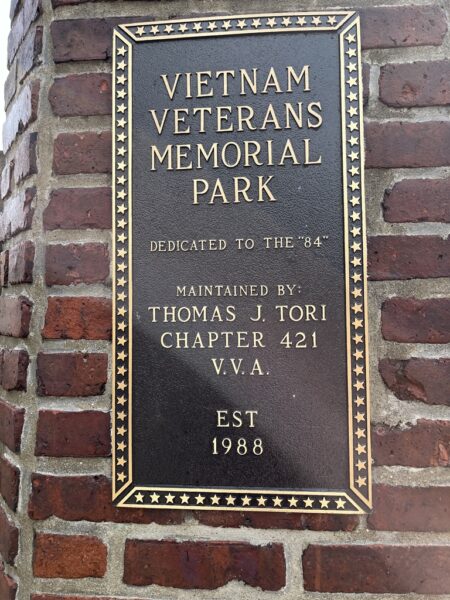 VIETNAM
VETERANS
MEMORIAL
PARK
DEDICATED TO THE "84"
MAINTAINED BY:
THOMAS J. TORI
CHAPTER 421
V.V.A.
EST
1988